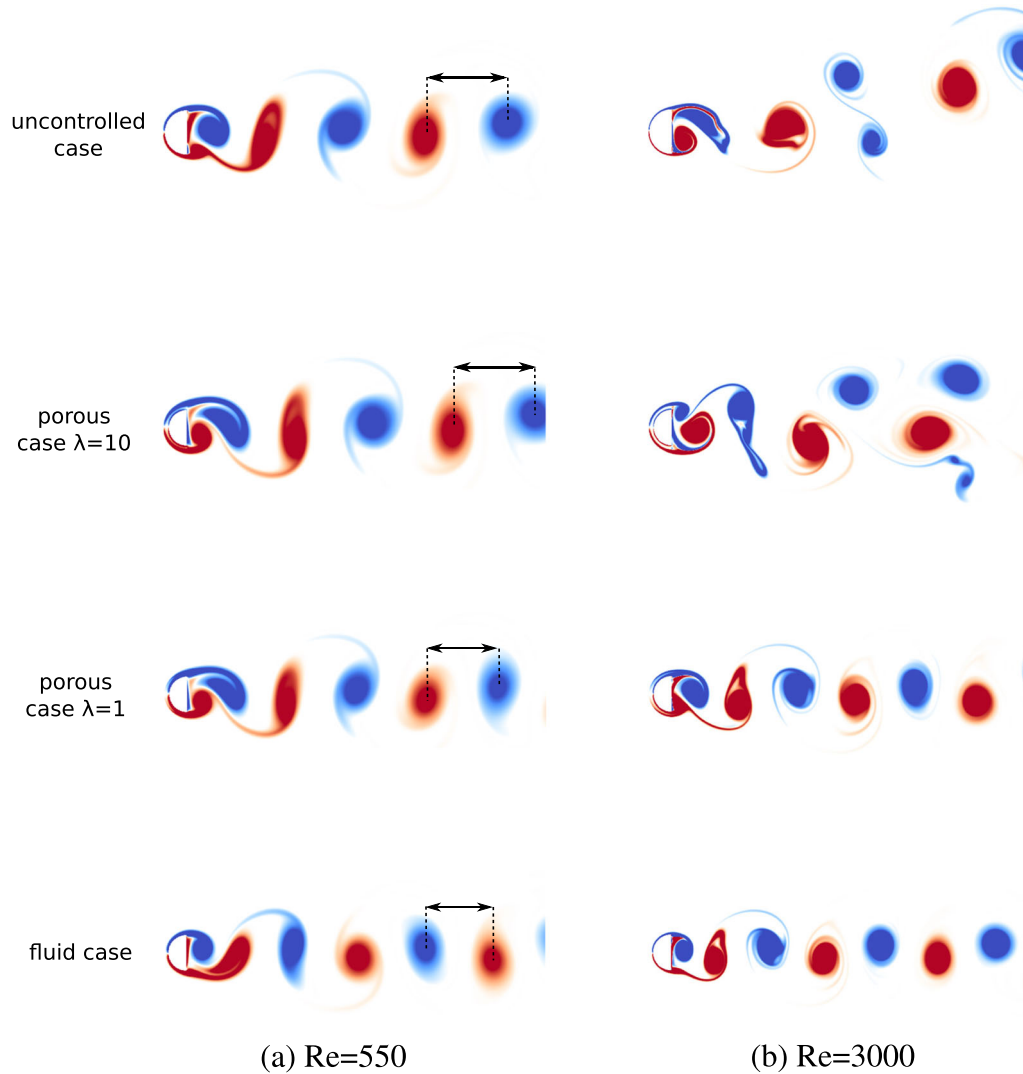 uncontrolled
case
porous
case λ=10
porous
case λ=1
fluid case
(a) Re=550
(b) Re=3000